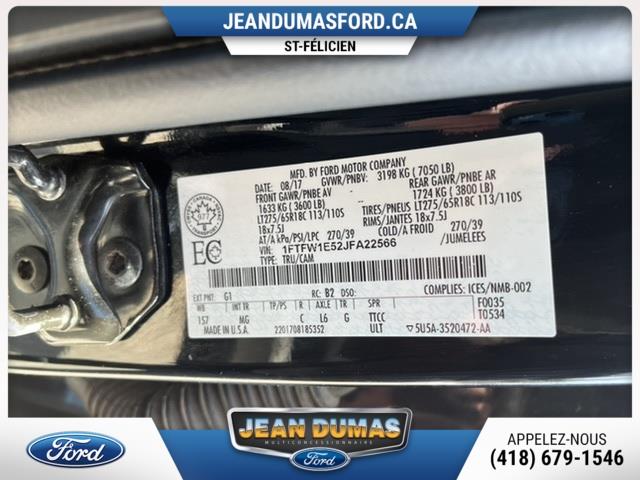 JEANDUMASFORD.CA
ST-FÉLICIEN
MFD. BY FORD MOTOR COMPANY
08/17 GVWR/PNBV: 3198 KG ( 7050 LB)
FRONT GAWR/PNBE AV REAR GAWR/PNBE AR
1633 KG ( 3600 LB) 1724 KG ( 3800 LB)
LT275/65R18C 113/110S TIRES/PNEUS LT275/65R18C 113/110S
18x7.5J RIMS/JANTES 18x7.5J
AT/A kPa/PSI/LPC 270/39 COLD/A FROID 270/39
1FTFW1E52JFA22566 /JUMELEES
TYPE: TRU/CAM
977
EC
EXT PNT: G1 RC: B2 DSO: COMPLIES: ICES/NMB-002
WB INT TR TP/PS R AXLE TR SPR F0035
157 MG C L6 G TTCC T0534
MADE IN U.S.A. 2201708185352 ULT 5U5A-3520472-AA
Ford
JEAN DUMAS
MULTICONCESSIONNAIRE
Ford
APPELEZ-NOUS
(418) 679-1546